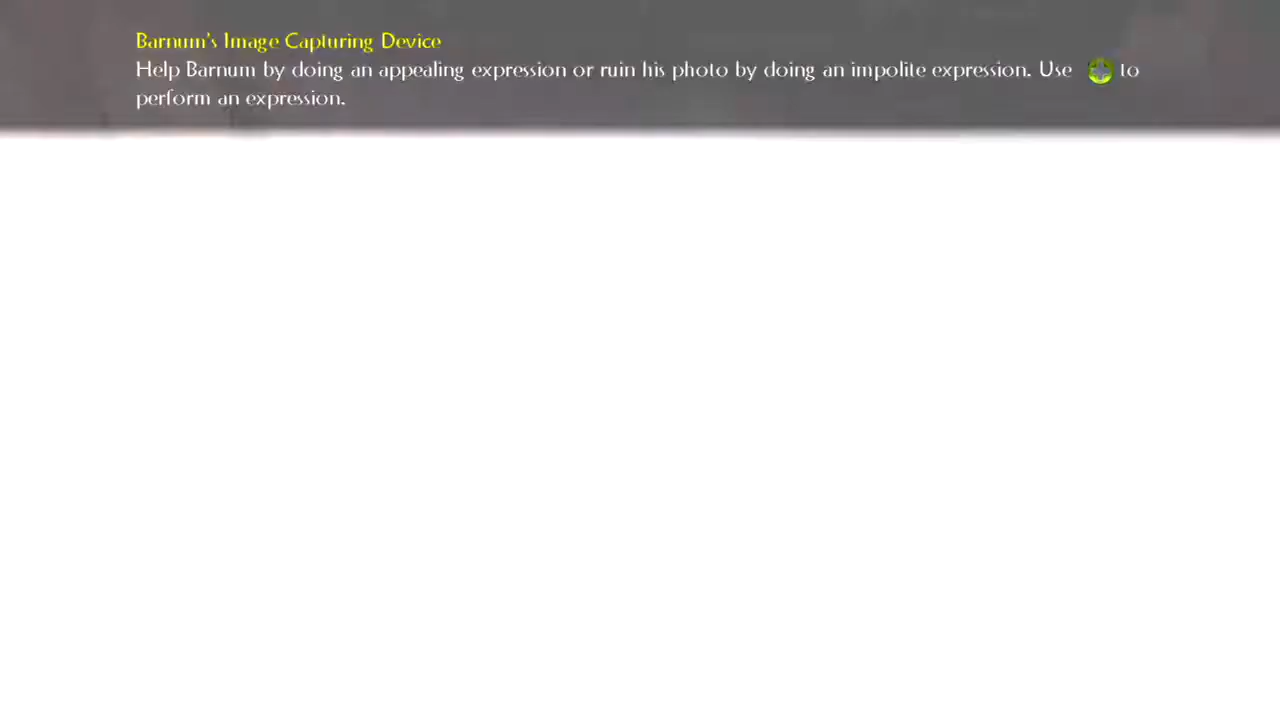 Barnum's Image Capturing Device
Help Barnum by doing an appealing expression or ruin his photo by doing an impolite expression. Use to
perform an expression.